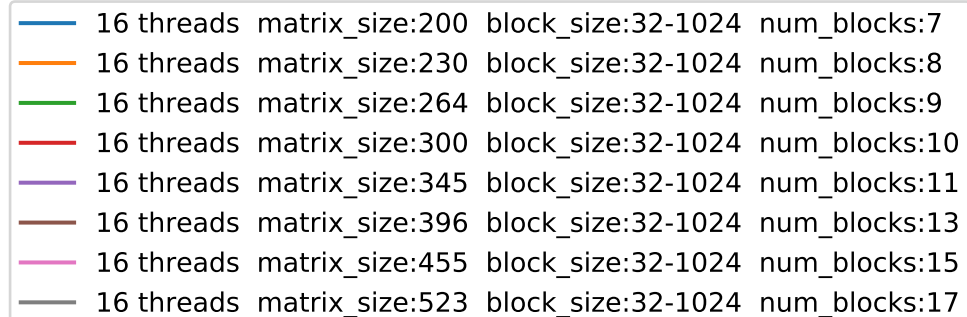 16 threads  matrix_size:200  block_size:32-1024  num_blocks:7
16 threads  matrix_size:230  block_size:32-1024  num_blocks:8
16 threads  matrix_size:264  block_size:32-1024  num_blocks:9
16 threads  matrix_size:300  block_size:32-1024  num_blocks:10
16 threads  matrix_size:345  block_size:32-1024  num_blocks:11
16 threads  matrix_size:396  block_size:32-1024  num_blocks:13
16 threads  matrix_size:455  block_size:32-1024  num_blocks:15
16 threads  matrix_size:523  block_size:32-1024  num_blocks:17